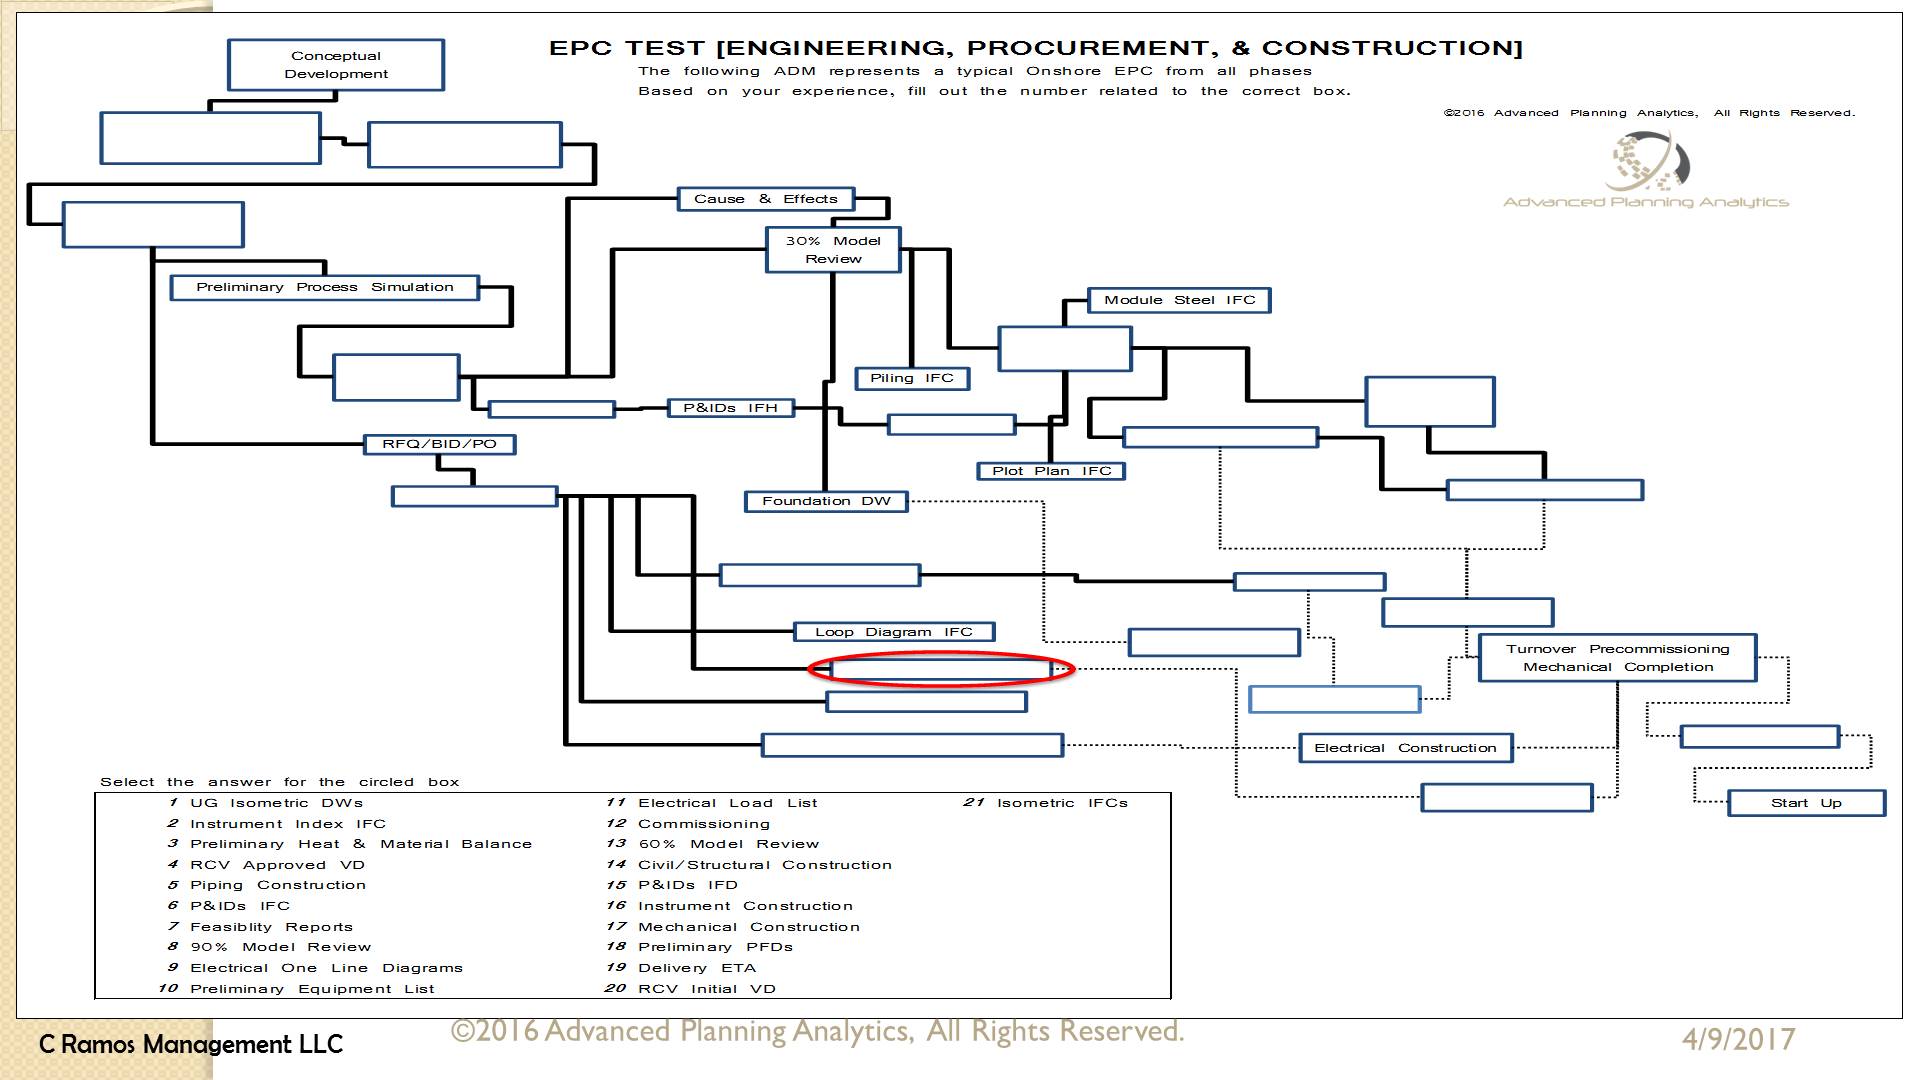 EPC TEST [ENGINEERING, PROCUREMENT, & CONSTRUCTION]
The following ADM represents a typical Onshore EPC from all phases
Based on your experience, fill out the number related to the correct box.
©2016 Advanced Planning Analytics, All Rights Reserved.
Advanced Planning Analytics
Conceptual
Development
Cause & Effects
30% Model
Review
Preliminary Process Simulation
Module Steel IFC
Piling IFC
P&IDs IFH
RFQ/BID/PO
Plot Plan IFC
Foundation DW
Loop Diagram IFC
Turnover Precommissioning
Mechanical Completion
Electrical Construction
Start Up
Select the answer for the circled box
1 UG Isometric DWs
2 Instrument Index IFC
3 Preliminary Heat & Material Balance
4 RCV Approved VD
5 Piping Construction
6 P&IDs IFC
7 Feasiblity Reports
8 90% Model Review
9 Electrical One Line Diagrams
10 Preliminary Equipment List
11 Electrical Load List
12 Commissioning
13 60% Model Review
14 Civil/Structural Construction
15 P&IDs IFD
16 Instrument Construction
17 Mechanical Construction
18 Preliminary PFDs
19 Delivery ETA
20 RCV Initial VD
21 Isometric IFCs
C Ramos Management LLC
©2016 Advanced Planning Analytics, All Rights Reserved.
4/9/2017